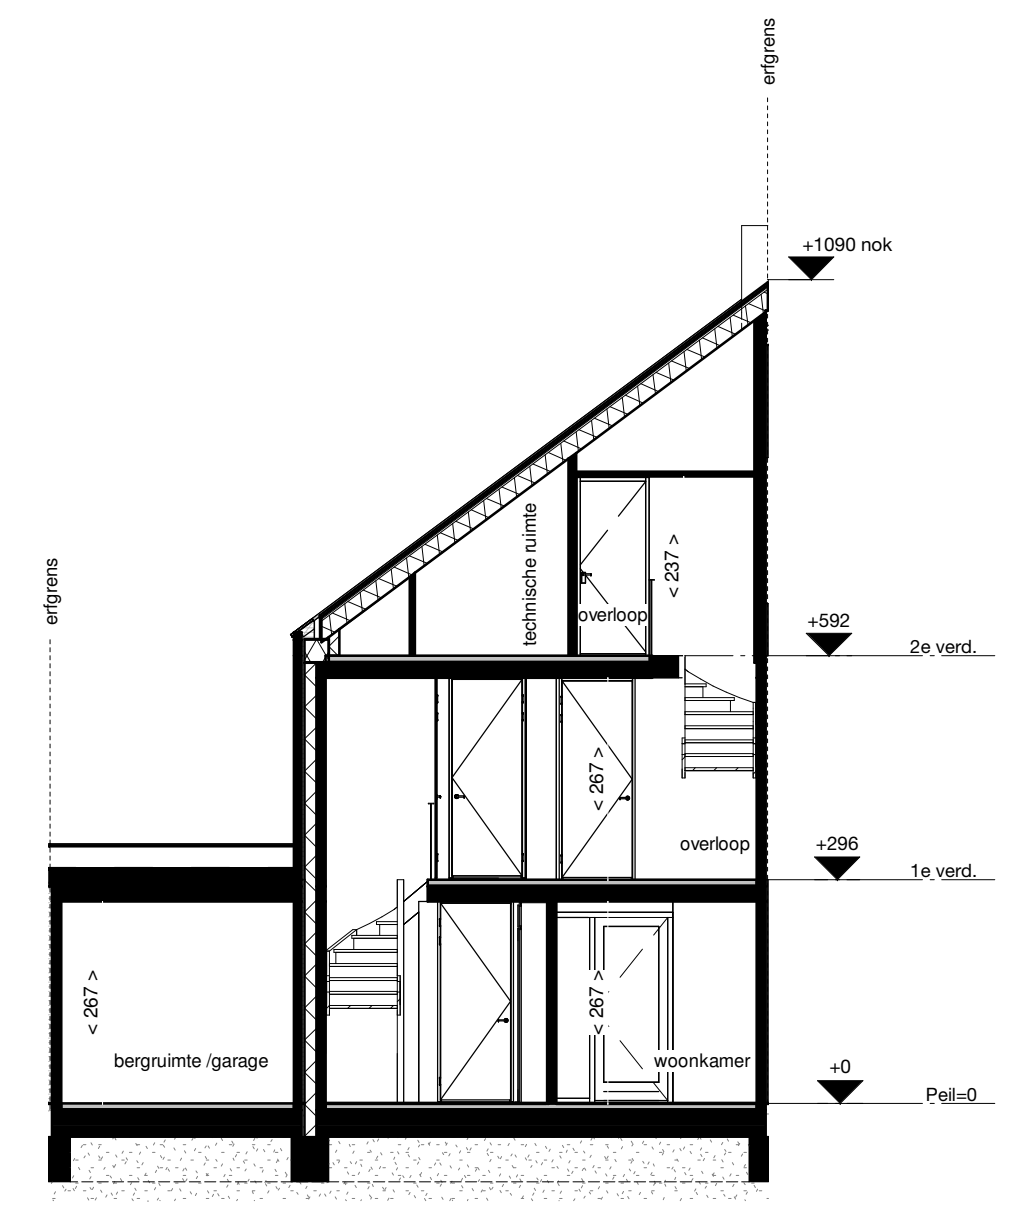 erfgrens
+1090 nok
technische ruimte
< 237 >
erfgrens
overloop
+592
2e verd.
< 267 >
overloop
+296
1e verd.
< 267 >
< 267 >
bergruimte /garage
woonkamer
+0
Peil=0